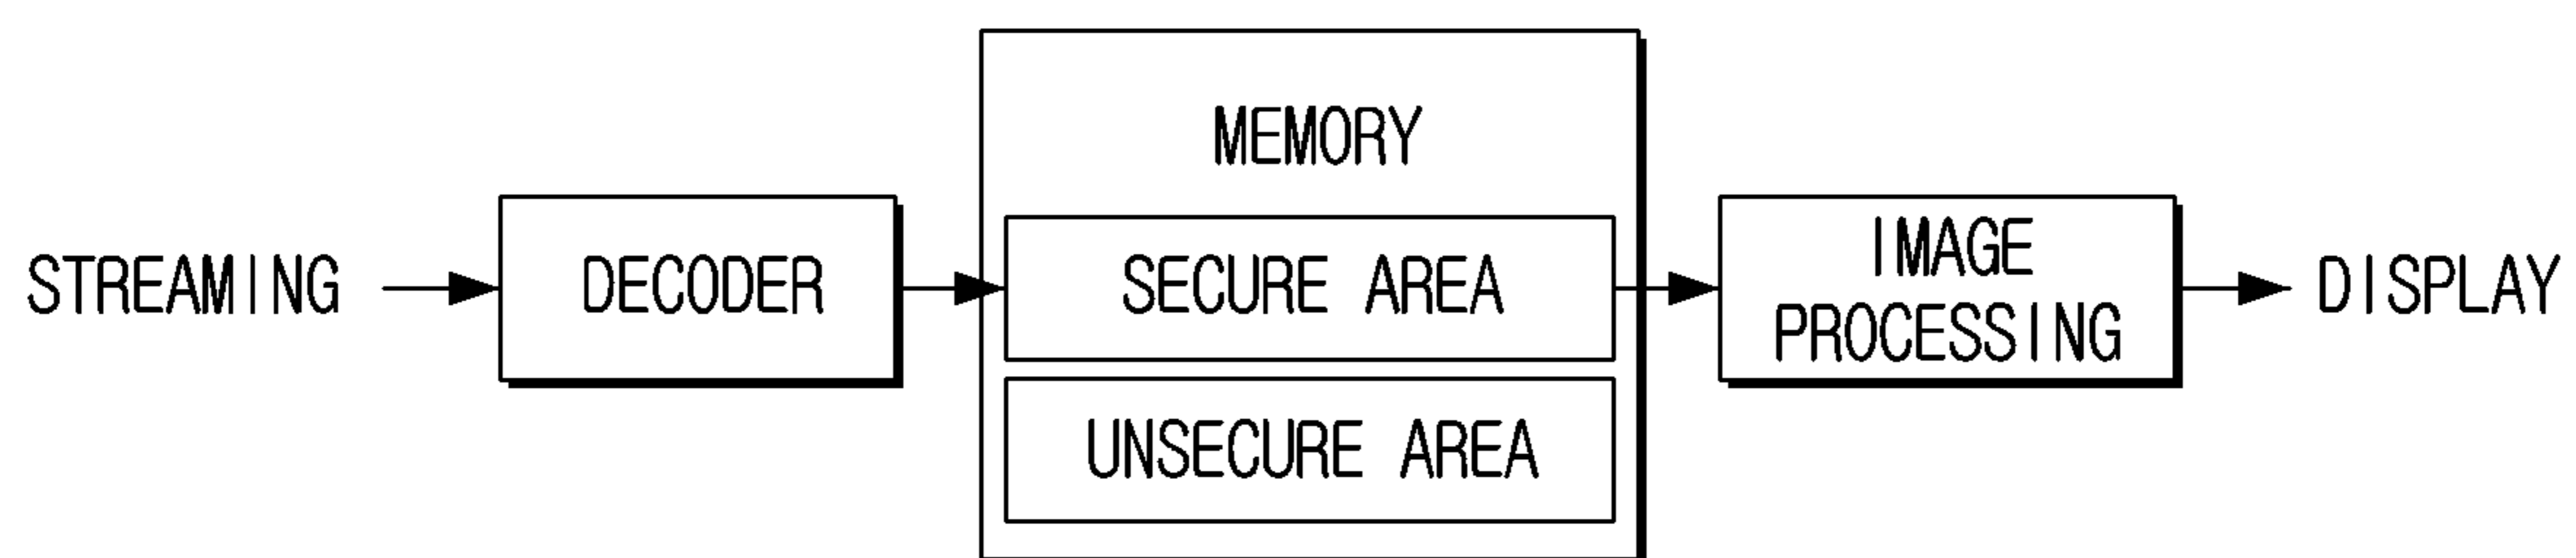 STREAMING
DECODER
MEMORY
SECURE AREA
UNSECURE AREA
IMAGE
PROCESSING
DISPLAY